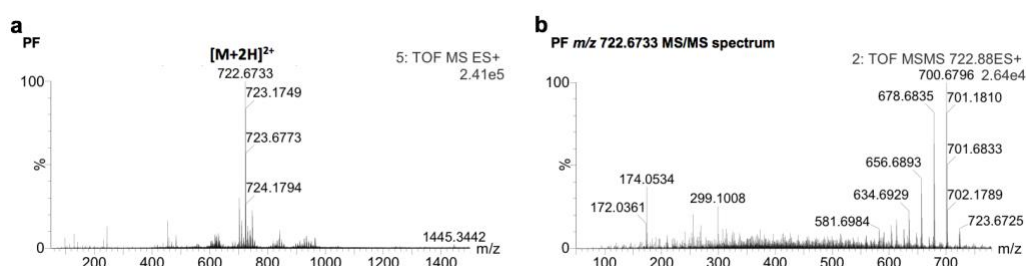 a
PF
[M+2H]2+
5: TOF MS ES+
2.41e5
722.6733
100
723.1749
723.6773
724.1794
%
1445.3442
0
m/z
200 400 600 800 1000 1200 1400
b
PF m/z 722.6733 MS/MS spectrum
2: TOF MSMS 722.88ES+
700.6796 2.64e4
100
678.6835 701.1810
701.6833
656.6893
174.0534
299.1008
634.6929 702.1789
172.0361
581.6984 723.6725
%
0
m/z
100 200 300 400 500 600 700